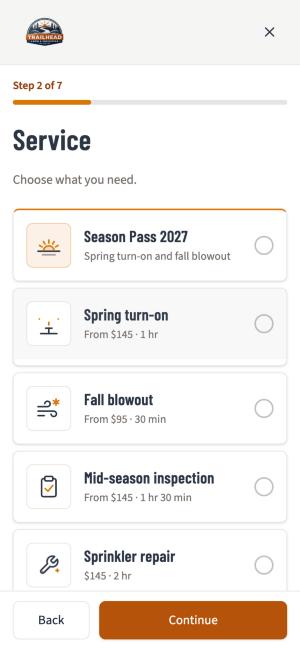 TRAILHEAD
Step 2 of 7
Service
Choose what you need.
Season Pass 2027
Spring turn-on and fall blowout
Spring turn-on
From $145 · 1 hr
Fall blowout
From $95 · 30 min
Mid-season inspection
From $145 · 1 hr 30 min
Sprinkler repair
$145 · 2 hr
Back
Continue